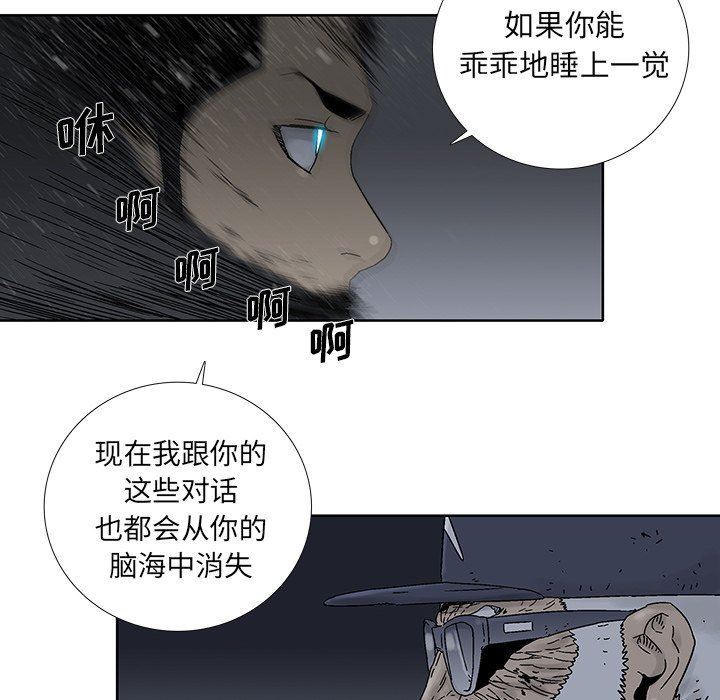 如果你能
乖乖地睡上一觉
咻
啊
啊
啊
啊
现在我跟你的
这些对话
也都会从你的
脑海中消失